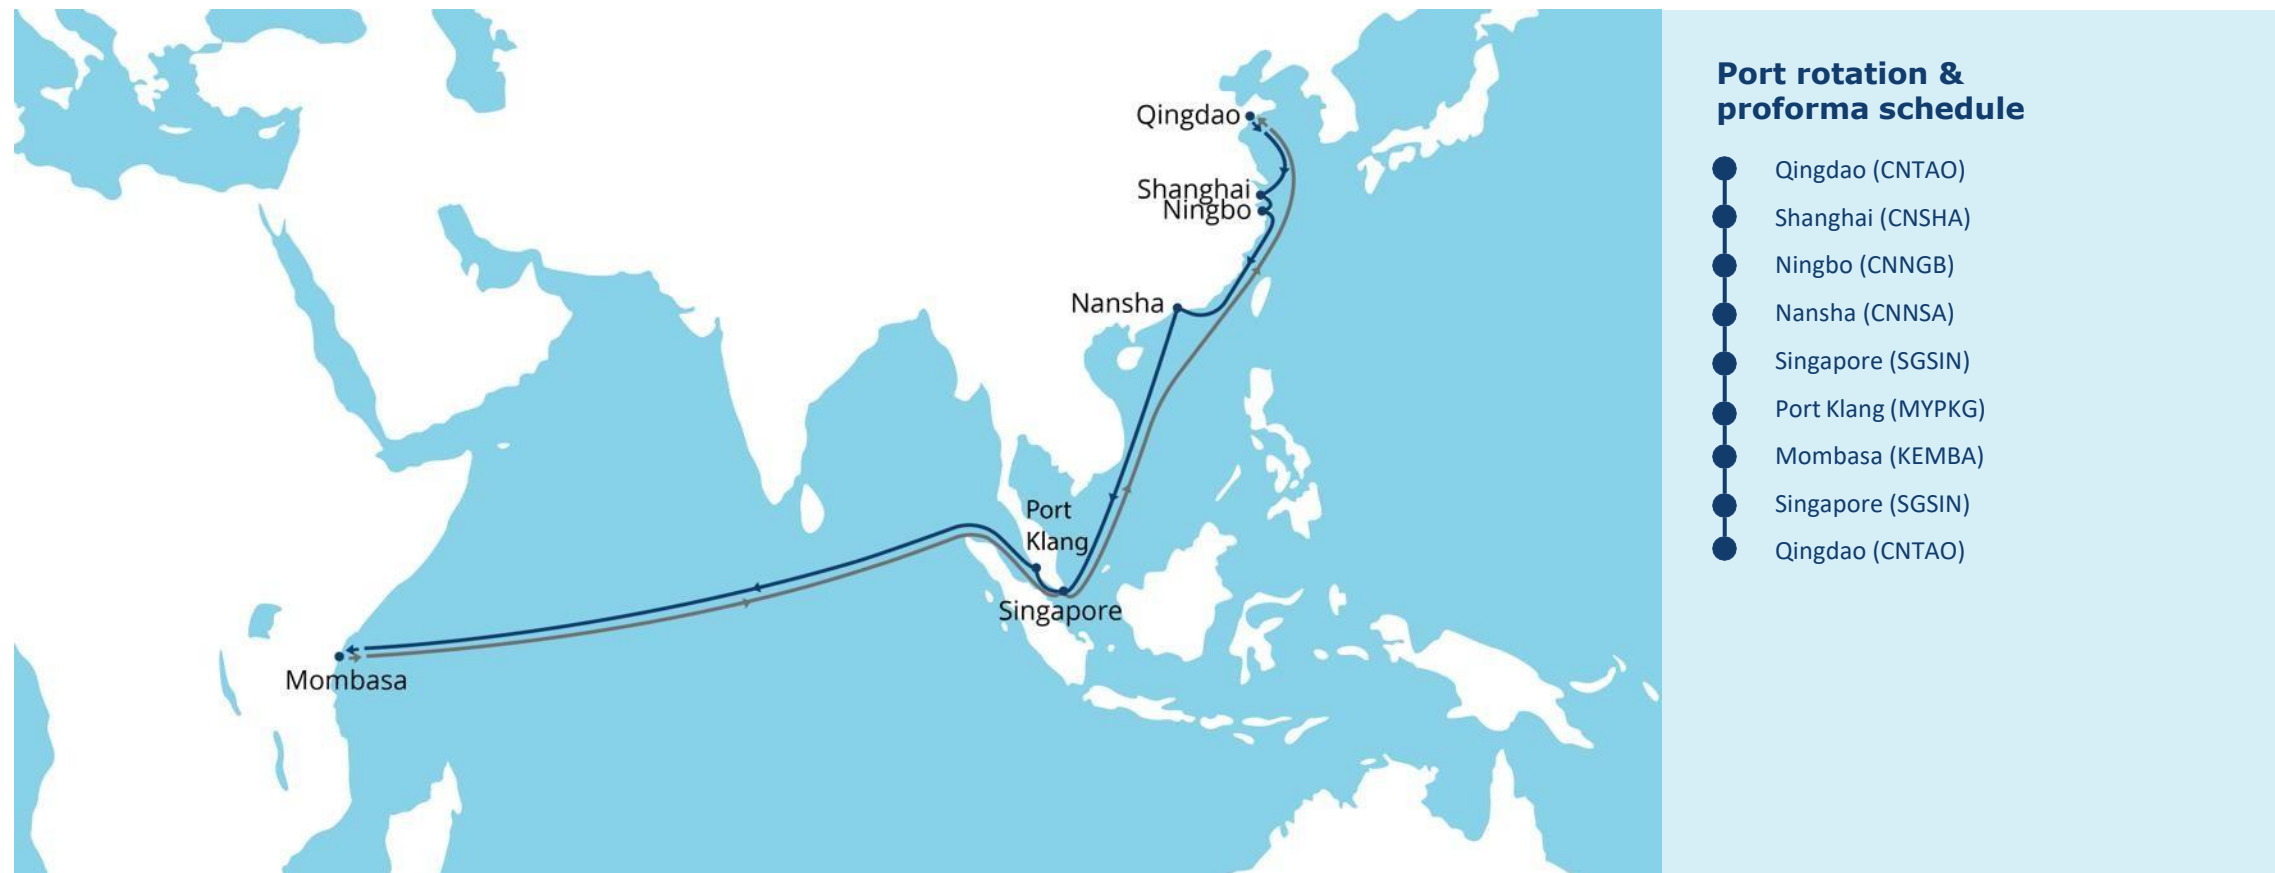 Qingdao
Shanghai
Ningbo
Nansha
Port
Klang
Singapore
Mombasa
Port rotation &
proforma schedule
Qingdao (CNTAO)
Shanghai (CNSHA)
Ningbo (CNNGB)
Nansha (CNNSA)
Singapore (SGSIN)
Port Klang (MYPKG)
Mombasa (KEMBA)
Singapore (SGSIN)
Qingdao (CNTAO)